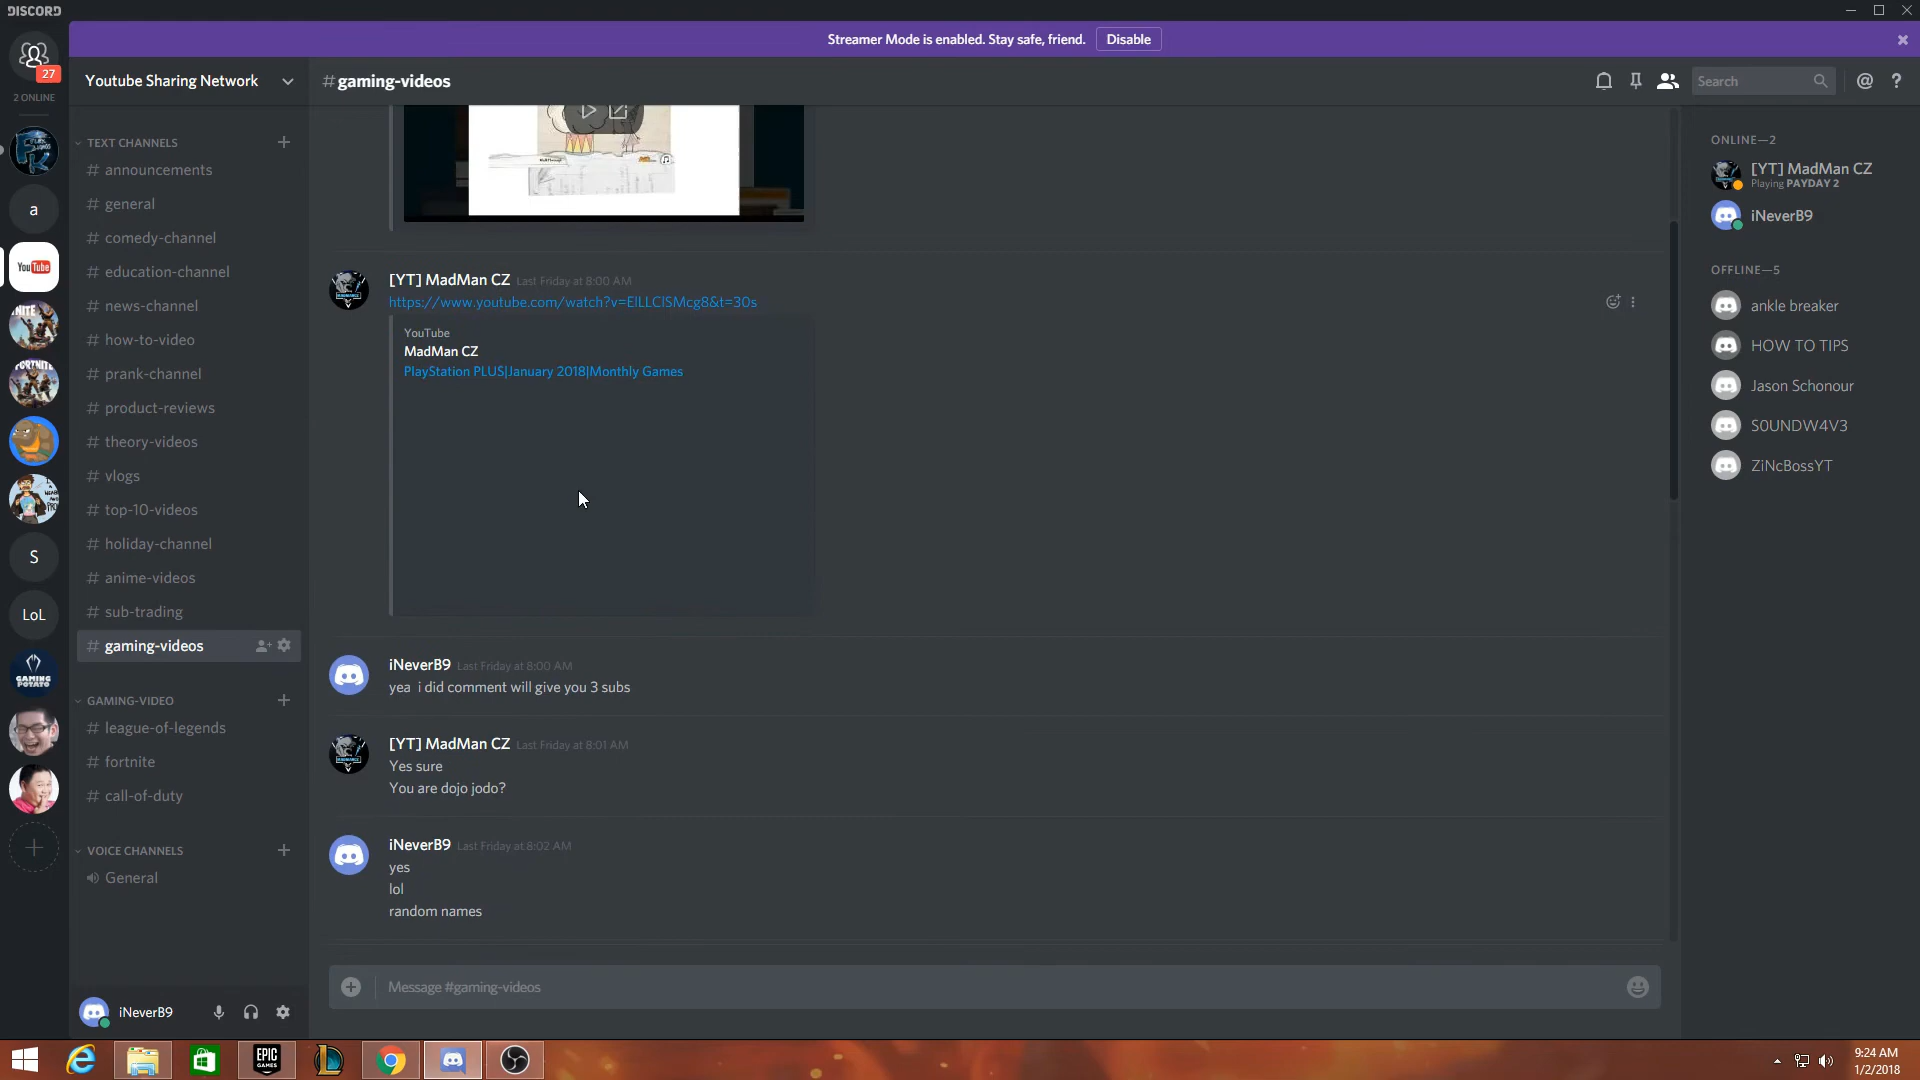 DISCORD
Streamer Mode is enabled. Stay safe, friend. Disable
27
2 ONLINE
a
You Tube
NITE
FORTNITE
S
LoL
GAMING
POTATO
Youtube Sharing Network
TEXT CHANNELS
# announcements
# general
# comedy-channel
# education-channel
# news-channel
# how-to-video
# prank-channel
# product-reviews
# theory-videos
# vlogs
# top-10-videos
# holiday-channel
# anime-videos
# sub-trading
# gaming-videos
GAMING-VIDEO
# league-of-legends
# fortnite
# call-of-duty
VOICE CHANNELS
General
iNeverB9
# gaming-videos
Search
@ ?
[YT] MadMan CZ Last Friday at 8:00 AM
https://www.youtube.com/watch?v=EILLCISMcg8&t=30s
YouTube
MadMan CZ
PlayStation PLUS|January 2018|Monthly Games
iNeverB9 Last Friday at 8:00 AM
yea i did comment will give you 3 subs
[YT] MadMan CZ Last Friday at 8:01 AM
Yes sure
You are dojo jodo?
iNeverB9 Last Friday at 8:02 AM
yes
lol
random names
Message #gaming-videos
ONLINE—2
[YT] MadMan CZ
Playing PAYDAY 2
iNeverB9
OFFLINE—5
ankle breaker
HOW TO TIPS
Jason Schonour
S0UNDW4V3
ZiNcBossYT
EPIC
GAMES
9:24 AM
1/2/2018